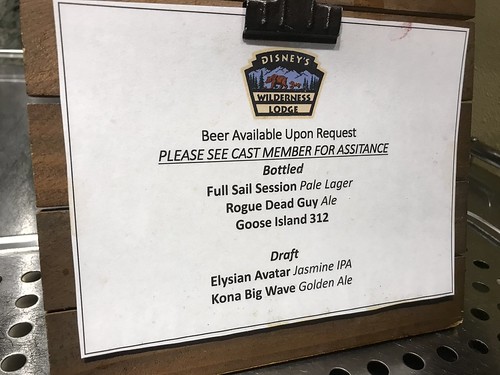 DISNEY'S
WILDERNESS
LODGE
Beer Available Upon Request
PLEASE SEE CAST MEMBER FOR ASSITANCE
Bottled
Full Sail Session Pale Lager
Rogue Dead Guy Ale
Goose Island 312
Draft
Elysian Avatar Jasmine IPA
Kona Big Wave Golden Ale